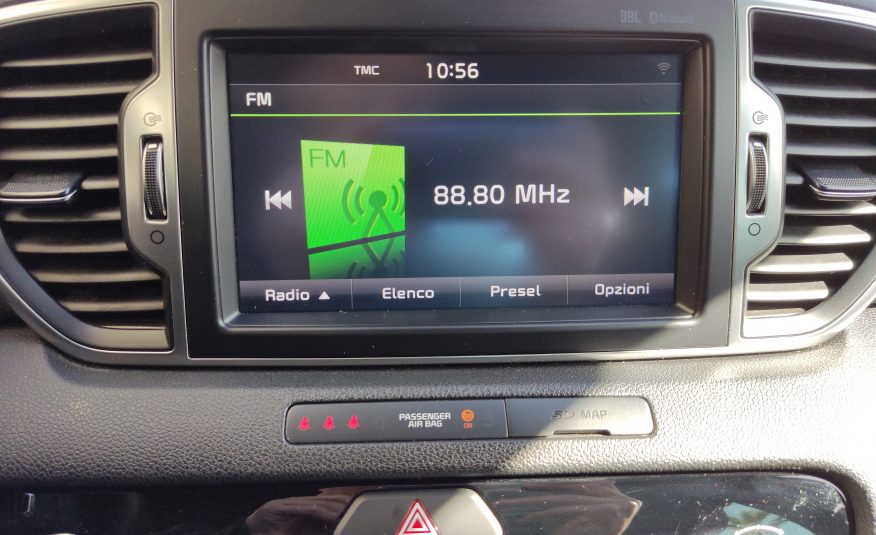 JBL Bluetooth
TMC 10:56
FM
FM
88.80 MHz
Radio Elenco Presel Opzioni
PASSENGER
AIR BAG ON
SD MAP